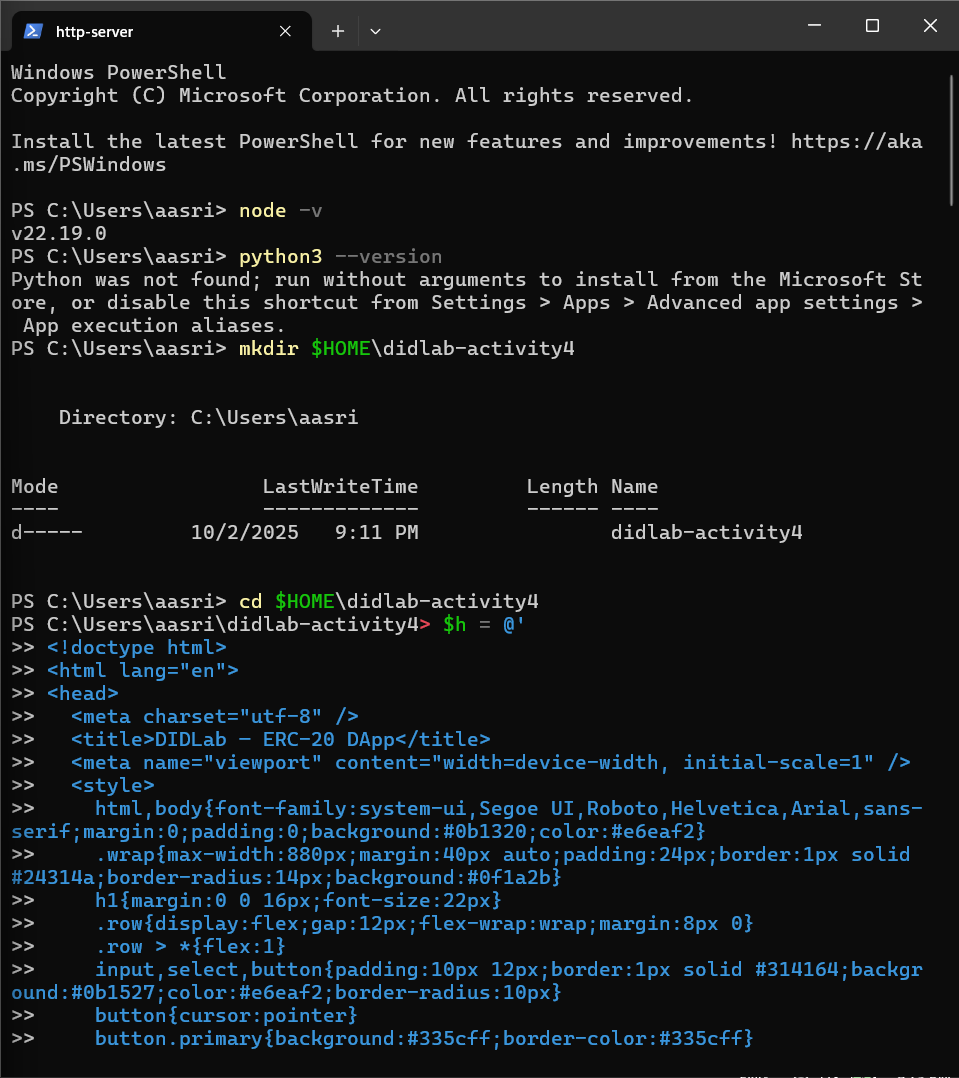 http-server
Windows PowerShell
Copyright (C) Microsoft Corporation. All rights reserved.
Install the latest PowerShell for new features and improvements! https://aka
.ms/PSWindows
PS C:\Users\aasri> node -v
v22.19.0
PS C:\Users\aasri> python3 --version
Python was not found; run without arguments to install from the Microsoft St
ore, or disable this shortcut from Settings > Apps > Advanced app settings >
 App execution aliases.
PS C:\Users\aasri> mkdir $HOME\didlab-activity4
    Directory: C:\Users\aasri
Mode                 LastWriteTime         Length Name
----                 -------------         ------ ----
d-----         10/2/2025   9:11 PM                didlab-activity4
PS C:\Users\aasri> cd $HOME\didlab-activity4
PS C:\Users\aasri\didlab-activity4> $h = @'
>> <!doctype html>
>> <html lang="en">
>> <head>
>>   <meta charset="utf-8" />
>>   <title>DIDLab — ERC-20 DApp</title>
>>   <meta name="viewport" content="width=device-width, initial-scale=1" />
>>   <style>
>>     html,body{font-family:system-ui,Segoe UI,Roboto,Helvetica,Arial,sans-
serif;margin:0;padding:0;background:#0b1320;color:#e6eaf2}
>>     .wrap{max-width:880px;margin:40px auto;padding:24px;border:1px solid
#24314a;border-radius:14px;background:#0f1a2b}
>>     h1{margin:0 0 16px;font-size:22px}
>>     .row{display:flex;gap:12px;flex-wrap:wrap;margin:8px 0}
>>     .row > *{flex:1}
>>     input,select,button{padding:10px 12px;border:1px solid #314164;backgr
ound:#0b1527;color:#e6eaf2;border-radius:10px}
>>     button{cursor:pointer}
>>     button.primary{background:#335cff;border-color:#335cff}